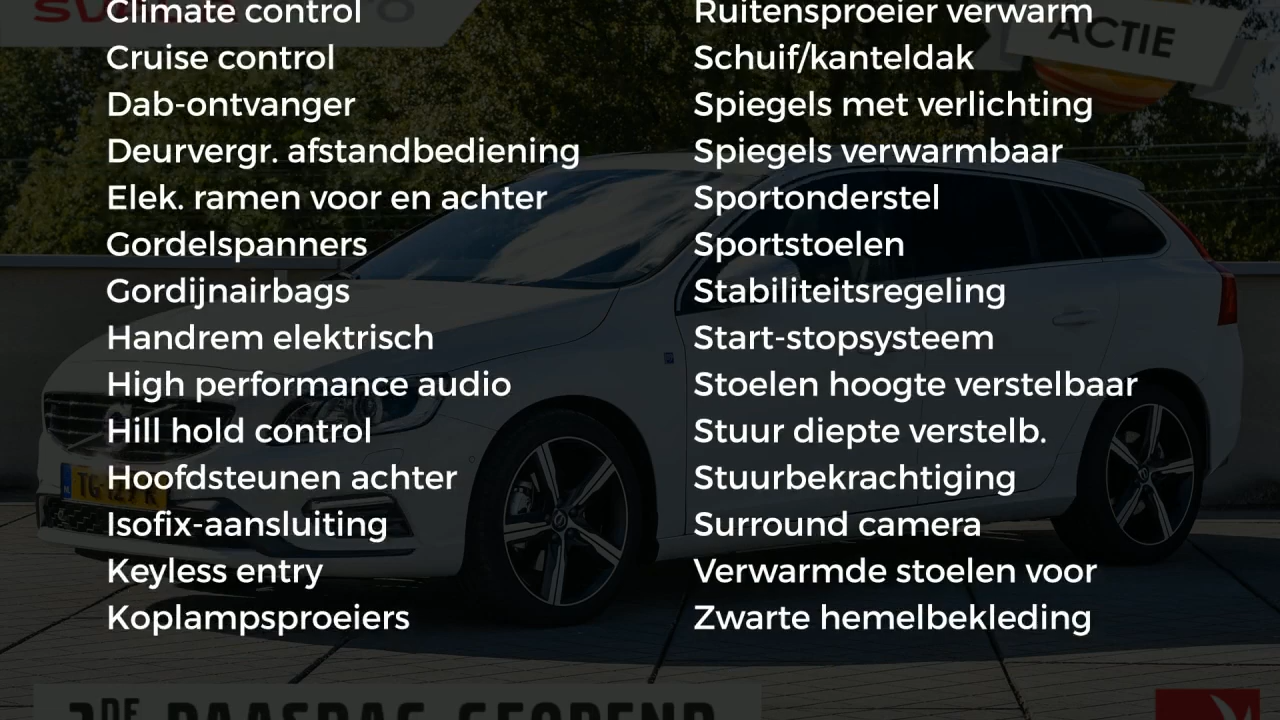 Climate control
Cruise control
Dab-ontvanger
Deurvergr. afstandbediening
Elek. ramen voor en achter
Gordelspanners
Gordijnairbags
Handrem elektrisch
High performance audio
Hill hold control
Hoofdsteunen achter
Isofix-aansluiting
Keyless entry
Koplampsproeiers
Ruitensproeier verwarm
Schuif/kanteldak
Spiegels met verlichting
Spiegels verwarmbaar
Sportonderstel
Sportstoelen
Stabiliteitsregeling
Start-stopsysteem
Stoelen hoogte verstelbaar
Stuur diepte verstelb.
Stuurbekrachtiging
Surround camera
Verwarmde stoelen voor
Zwarte hemelbekleding
ACTIE
2DE PAASDAG GEOPEND